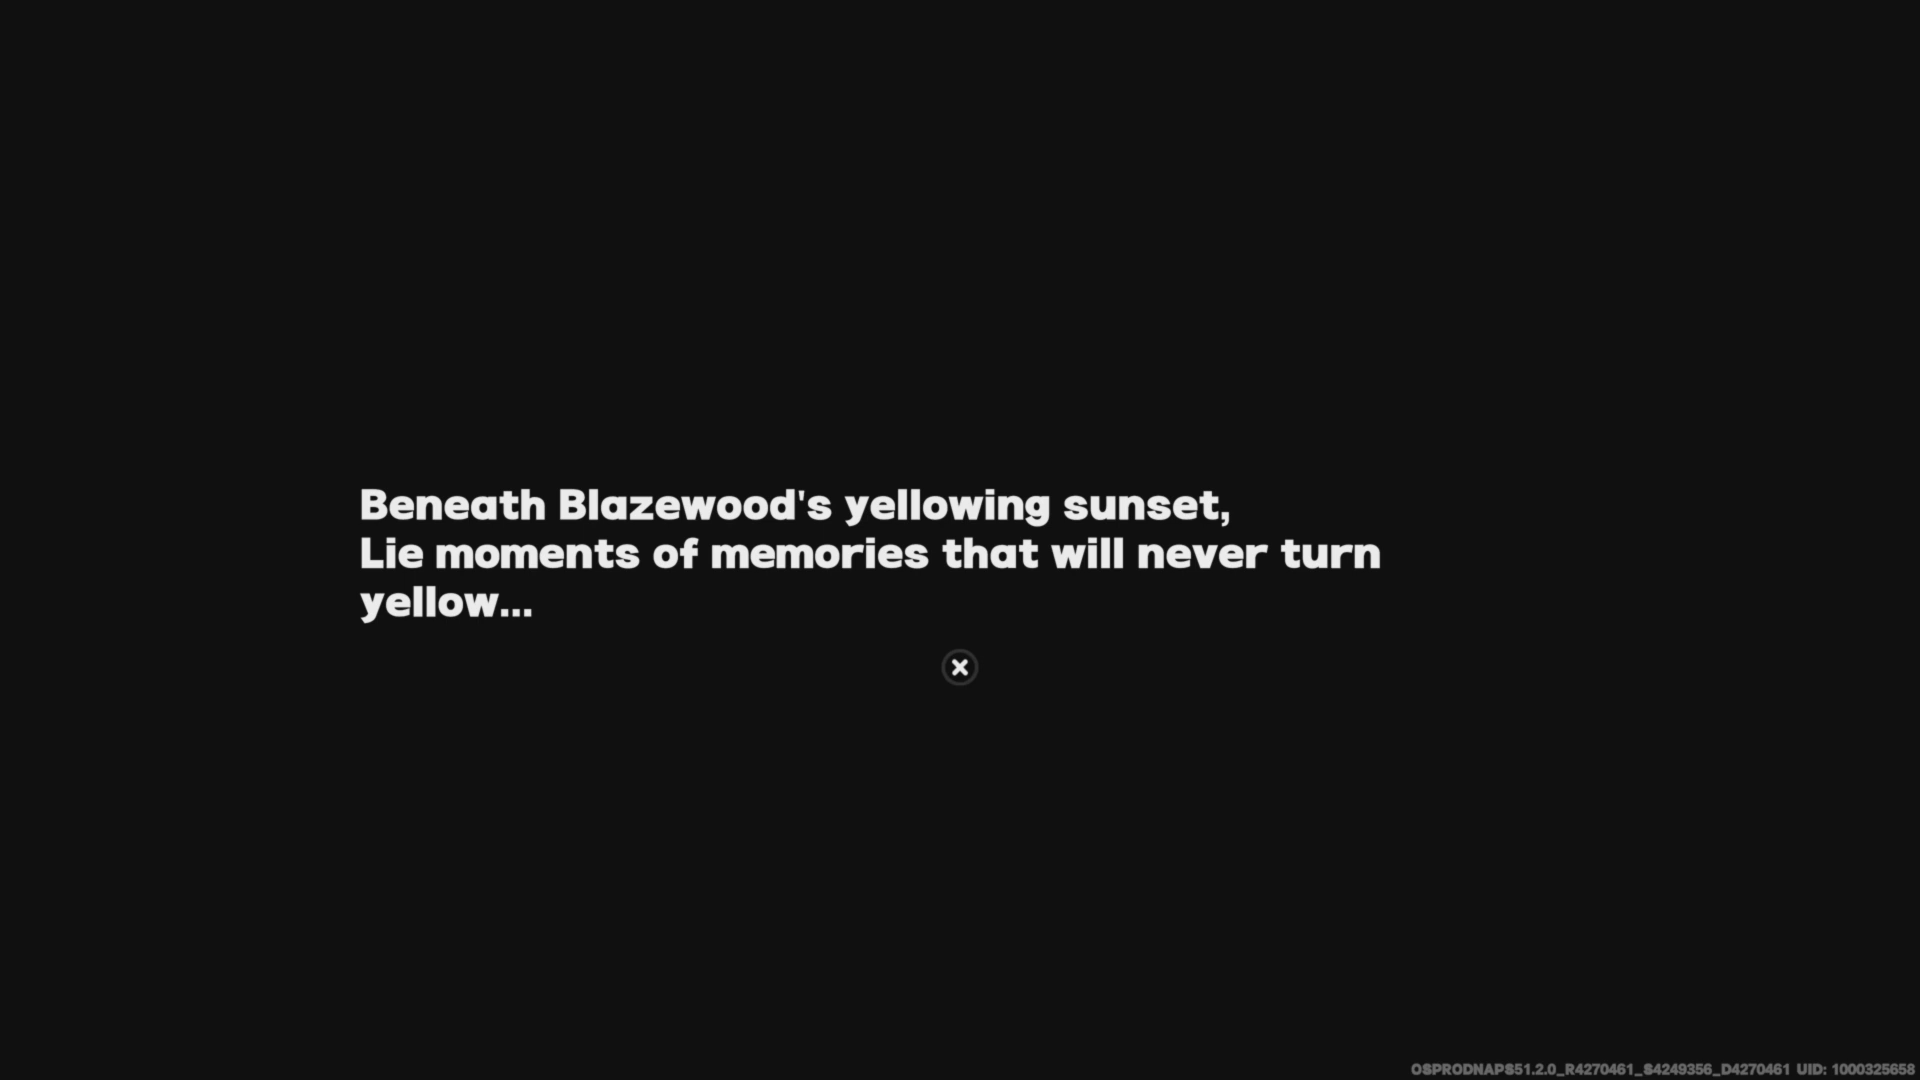 Beneath Blazewood's yellowing sunset,
Lie moments of memories that will never turn
yellow...
OSPRODNAPS51.2.0_R4270461_S4249356_D4270461 UID: 1000325658